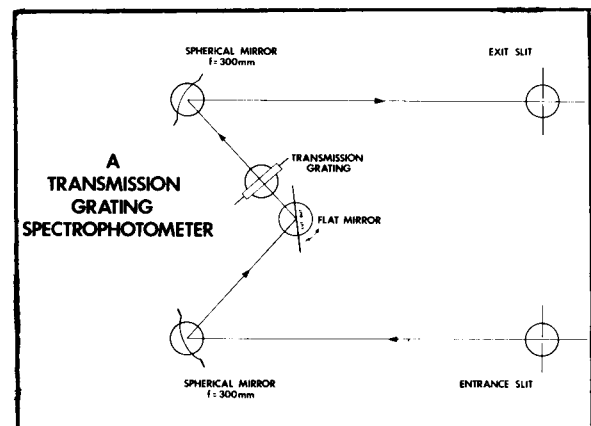 SPHERICAL MIRROR
f= 300mm
EXIT SLIT
A
TRANSMISSION
GRATING
SPECTROPHOTOMETER
TRANSMISSION
GRATING
FLAT MIRROR
SPHERICAL MIRROR
f= 300mm
ENTRANCE SLIT